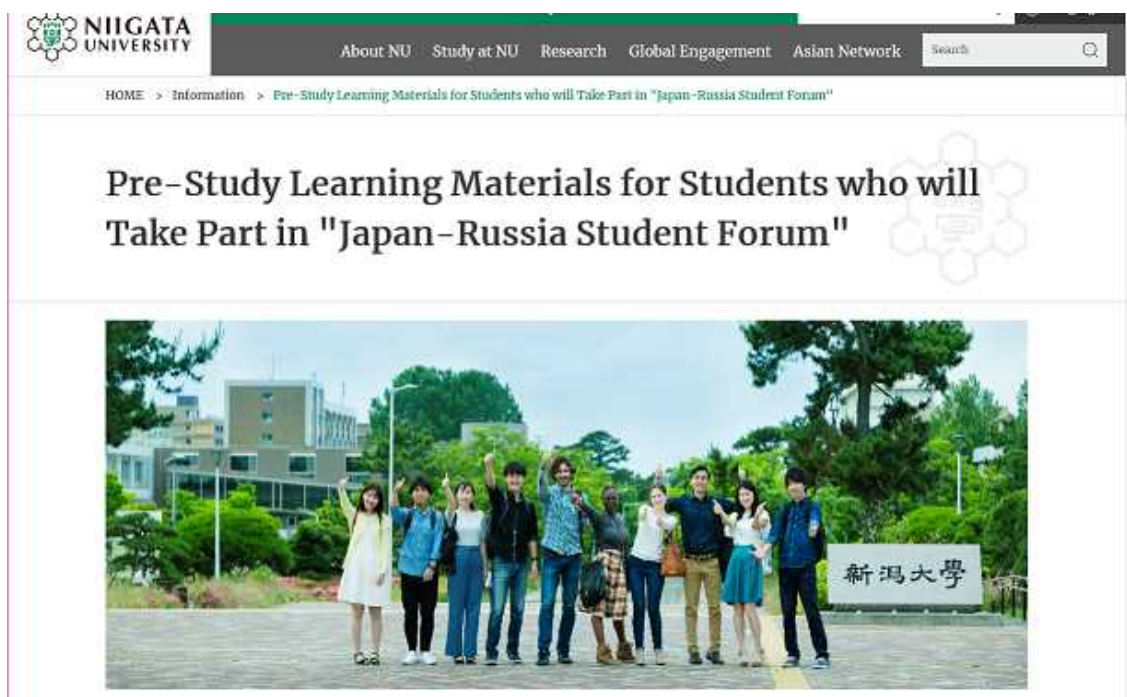 NIIGATA
UNIVERSITY
About NU Study at NU Research Global Engagement Asian Network Search
HOME > Information > Pre-Study Learning Materials for Students who will Take Part in "Japan-Russia Student Forum"
Pre-Study Learning Materials for Students who will
Take Part in "Japan-Russia Student Forum"
新潟大學